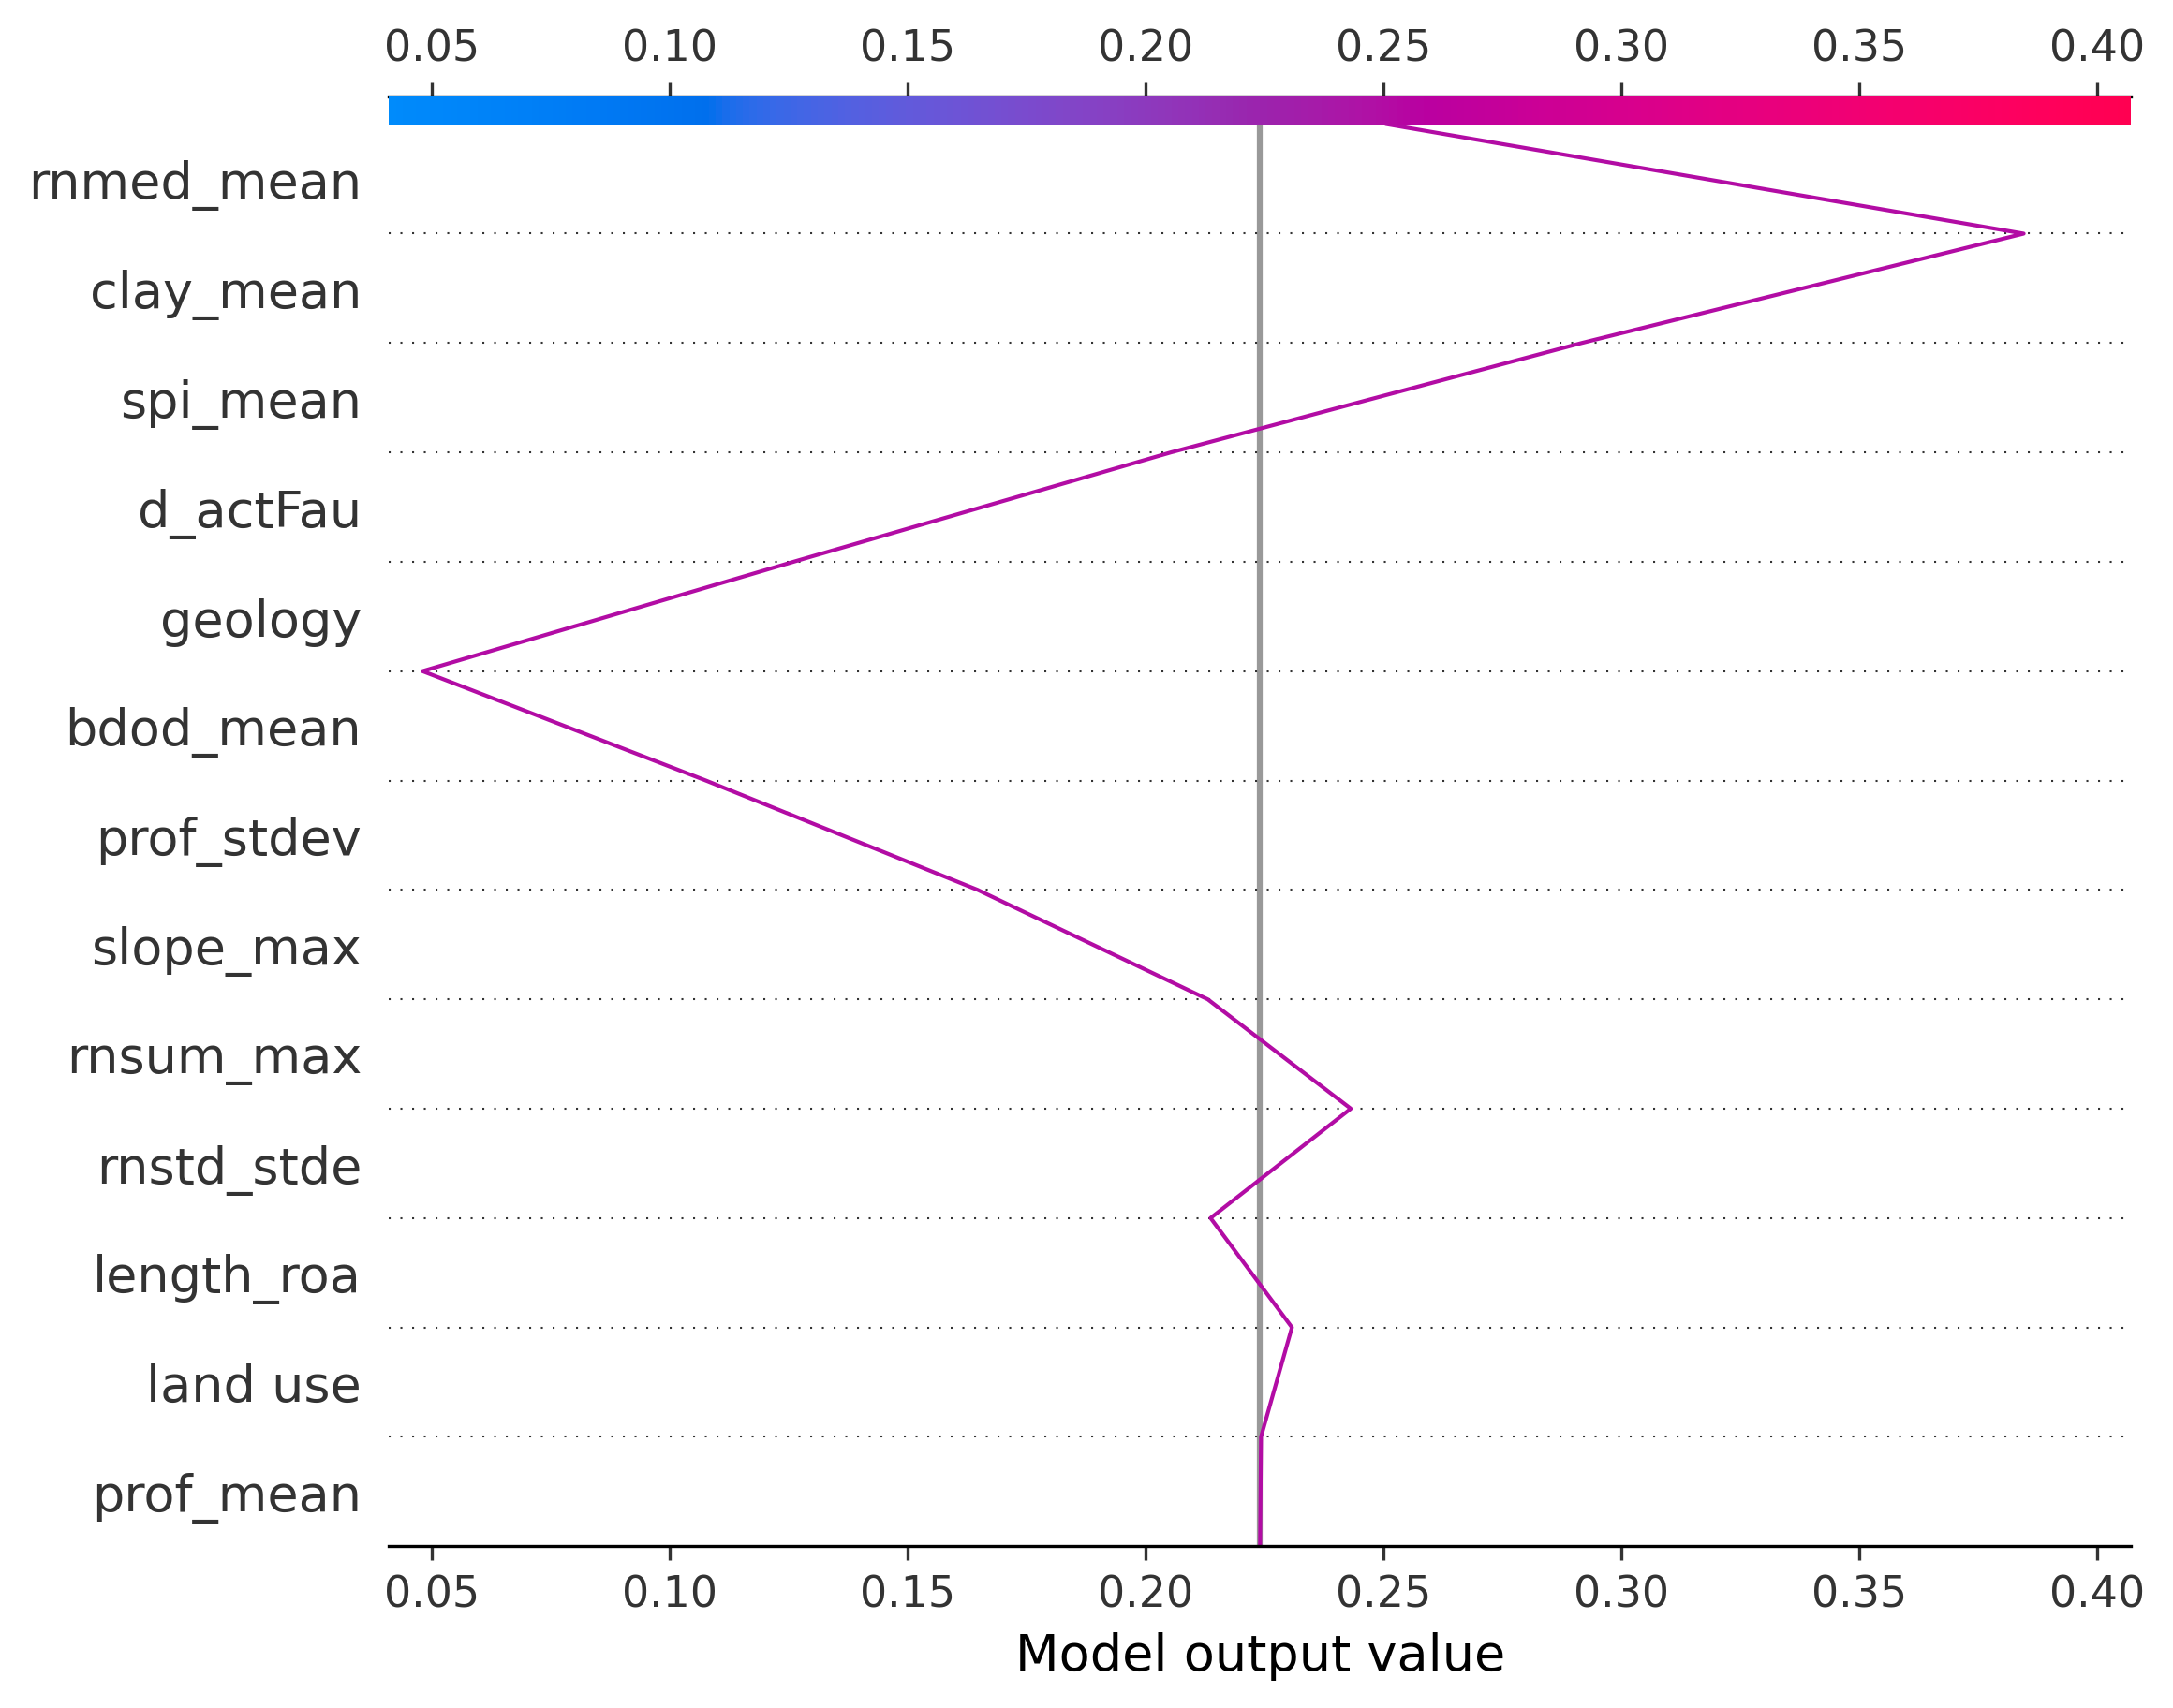 0.05 0.10 0.15 0.20 0.25 0.30 0.35 0.40
rnmed_mean
clay_mean
spi_mean
d_actFau
geology
bdod_mean
prof_stdev
slope_max
rnsum_max
rnstd_stde
length_roa
land use
prof_mean
0.05 0.10 0.15 0.20 0.25 0.30 0.35 0.40
Model output value